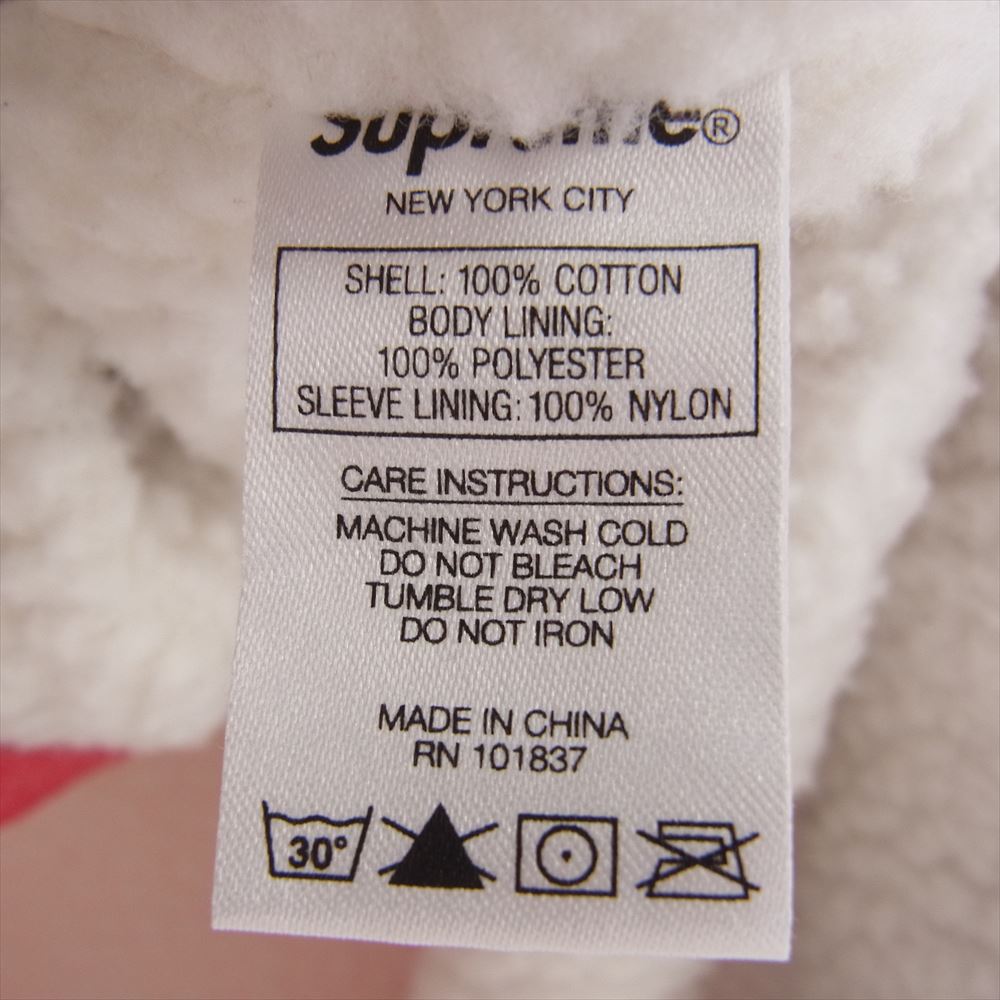 Supreme®
NEW YORK CITY
SHELL: 100% COTTON
BODY LINING:
100% POLYESTER
SLEEVE LINING: 100% NYLON
CARE INSTRUCTIONS:
MACHINE WASH COLD
DO NOT BLEACH
TUMBLE DRY LOW
DO NOT IRON
MADE IN CHINA
RN 101837
30°